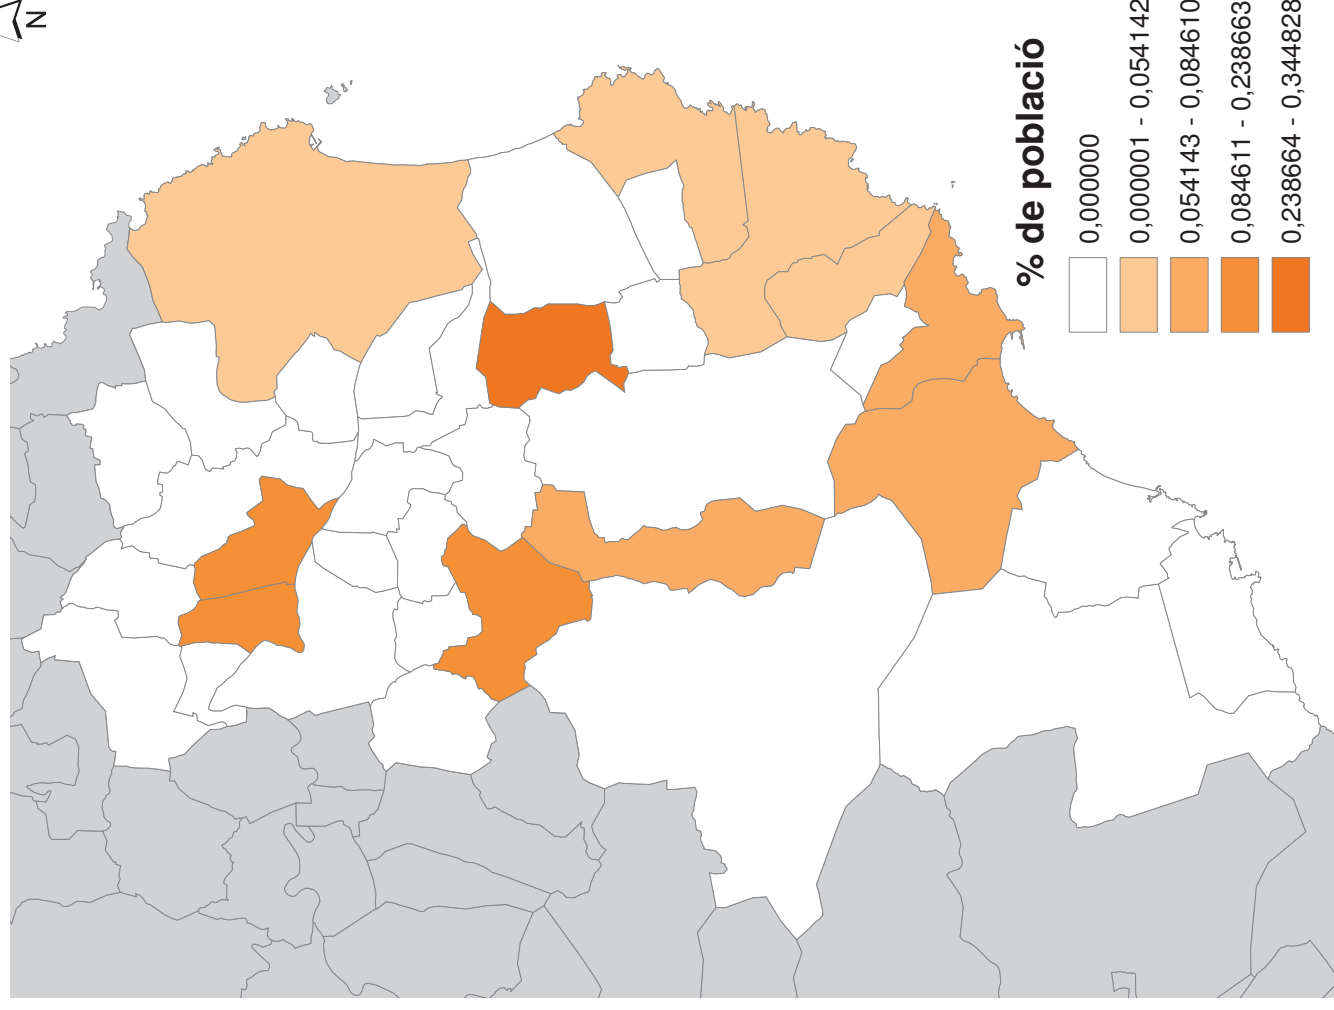 N
% de població
0,000000
0,000001 - 0,054142
0,054143 - 0,084610
0,084611 - 0,238663
0,238664 - 0,344828